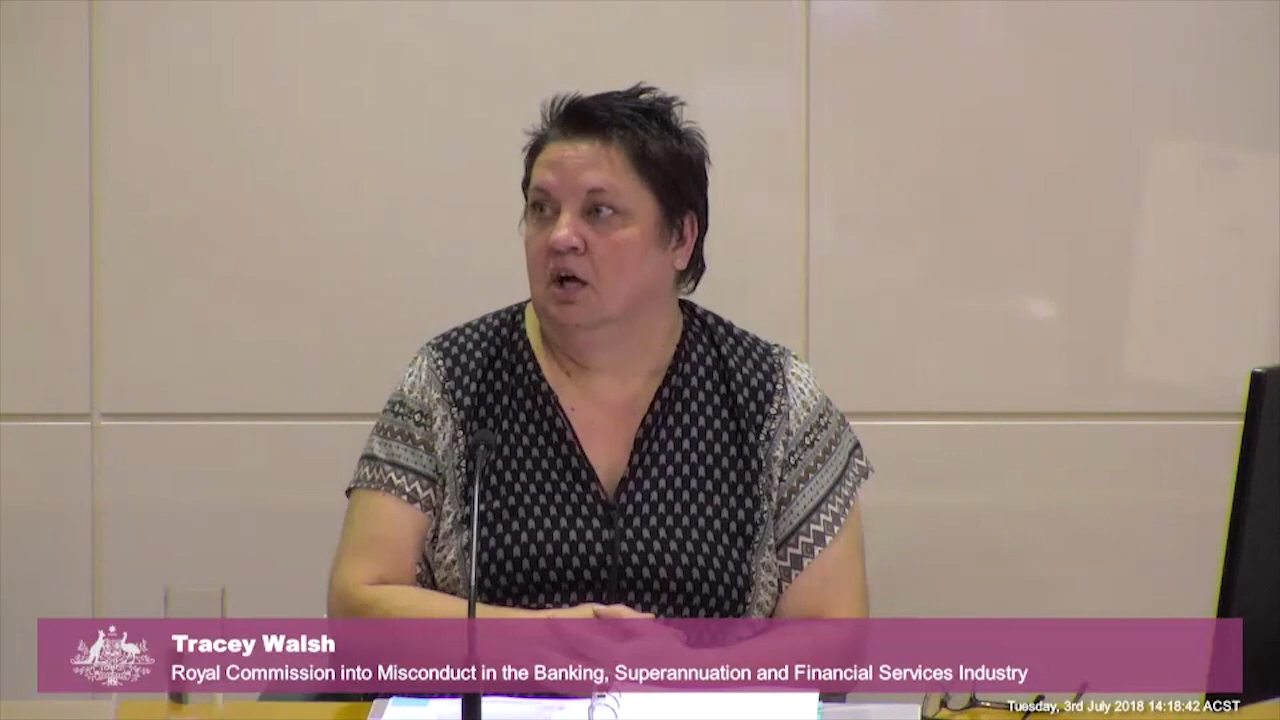 Tracey Walsh
Royal Commission into Misconduct in the Banking, Superannuation and Financial Services Industry
Tuesday, 3rd July 2018 14:18:42 ACST